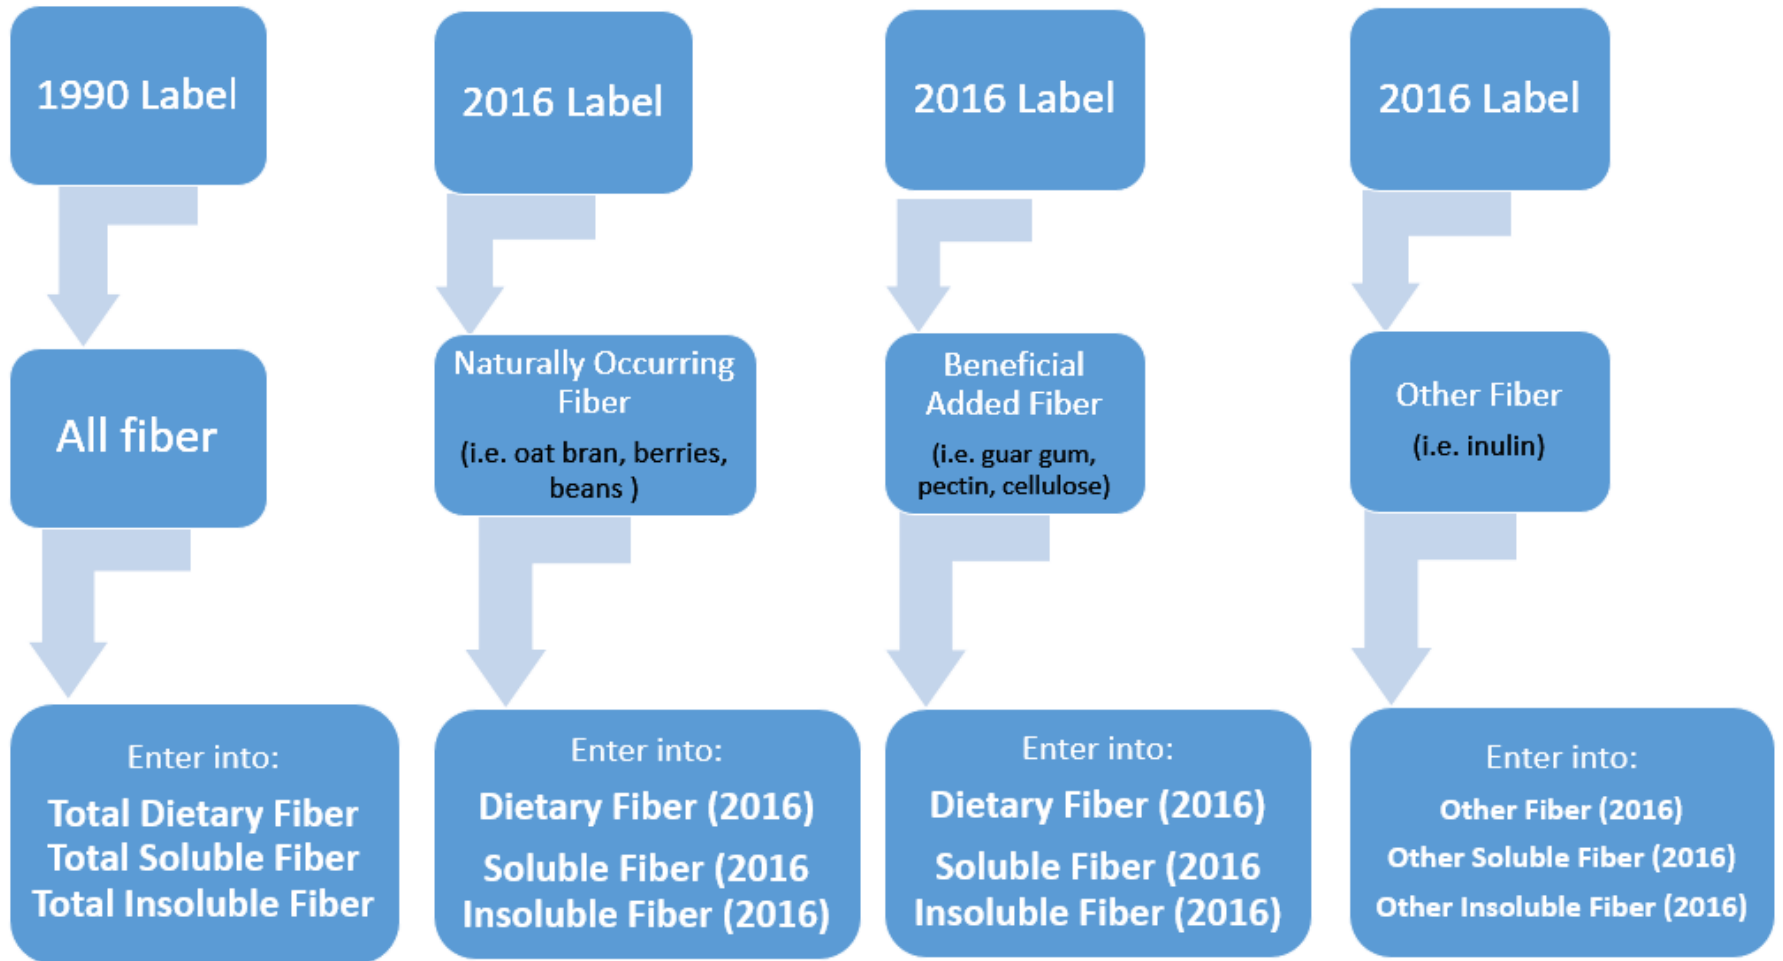 1990 Label
All fiber
Enter into:
Total Dietary Fiber
Total Soluble Fiber
Total Insoluble Fiber
2016 Label
Naturally Occurring
Fiber
(i.e. oat bran, berries,
beans )
Enter into:
Dietary Fiber (2016)
Soluble Fiber (2016
Insoluble Fiber (2016)
2016 Label
Beneficial
Added Fiber
(i.e. guar gum,
pectin, cellulose)
Enter into:
Dietary Fiber (2016)
Soluble Fiber (2016
Insoluble Fiber (2016)
2016 Label
Other Fiber
(i.e. inulin)
Enter into:
Other Fiber (2016)
Other Soluble Fiber (2016)
Other Insoluble Fiber (2016)